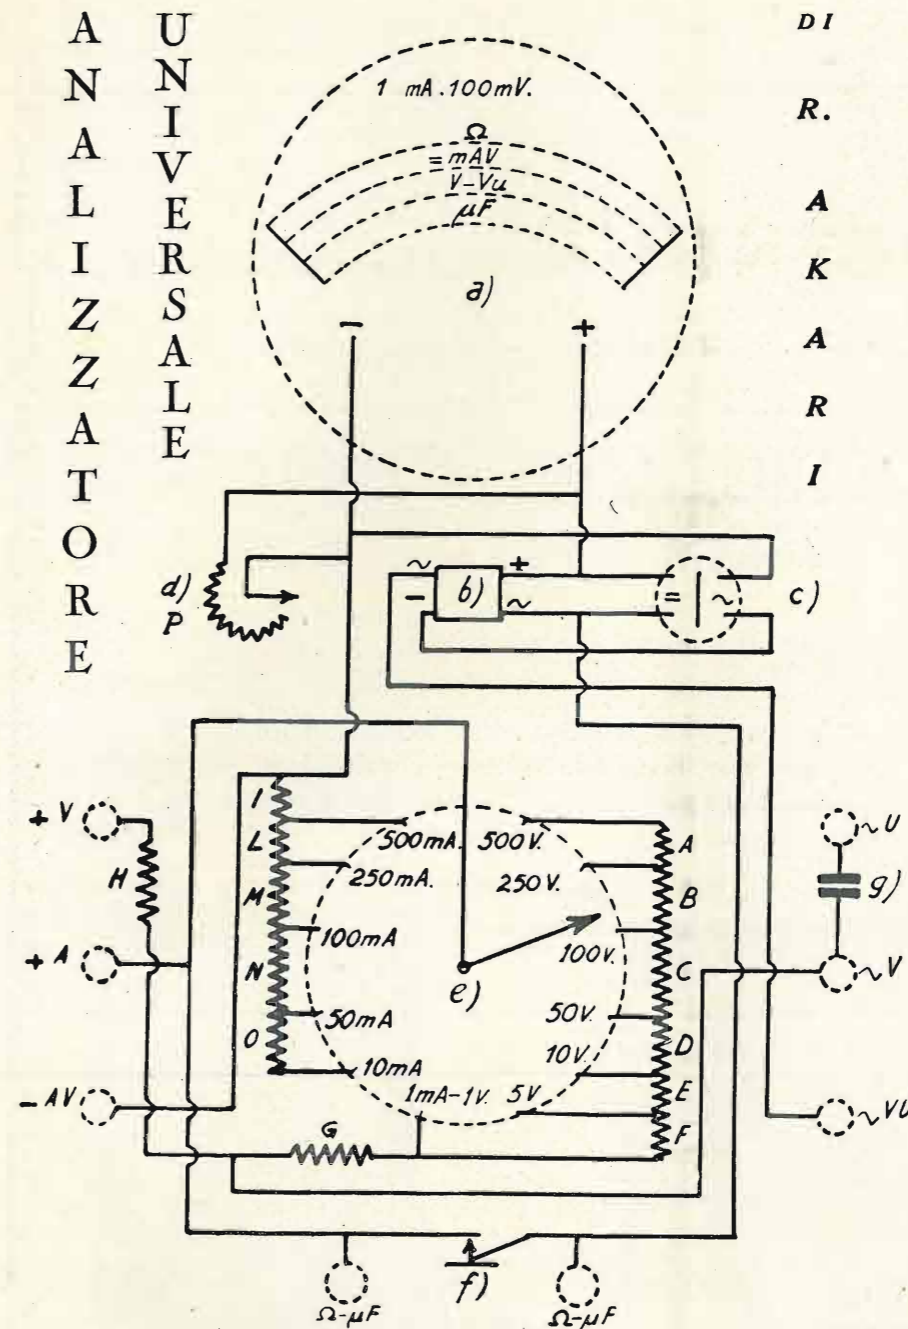 ANALIZZATORE
UNIVERSALE
DI
R.
AKARI
1 mA.100mV.
Ω
=mAV
V-Vu
µF
a)
-
+
d)
P
~
-
b)
+
~
=
~
c)
+ V
H
+ A
- AV
I
L
M
N
O
500mA.
250mA.
100mA
50mA
10mA
1mA-1V.
500V.
250V.
100V.
50V.
10V.
5V
e)
A
B
C
D
E
F
G
~U
g)
~V
~VU
f)
Ω-µF
Ω-µF